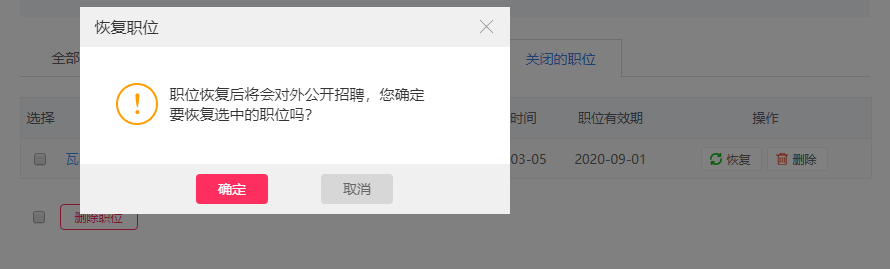 恢复职位
全部
关闭的职位
职位恢复后将会对外公开招聘，您确定
要恢复选中的职位吗？
选择
时间
职位有效期
操作
瓦
03-05
2020-09-01
恢复
删除
确定
取消
删除职位